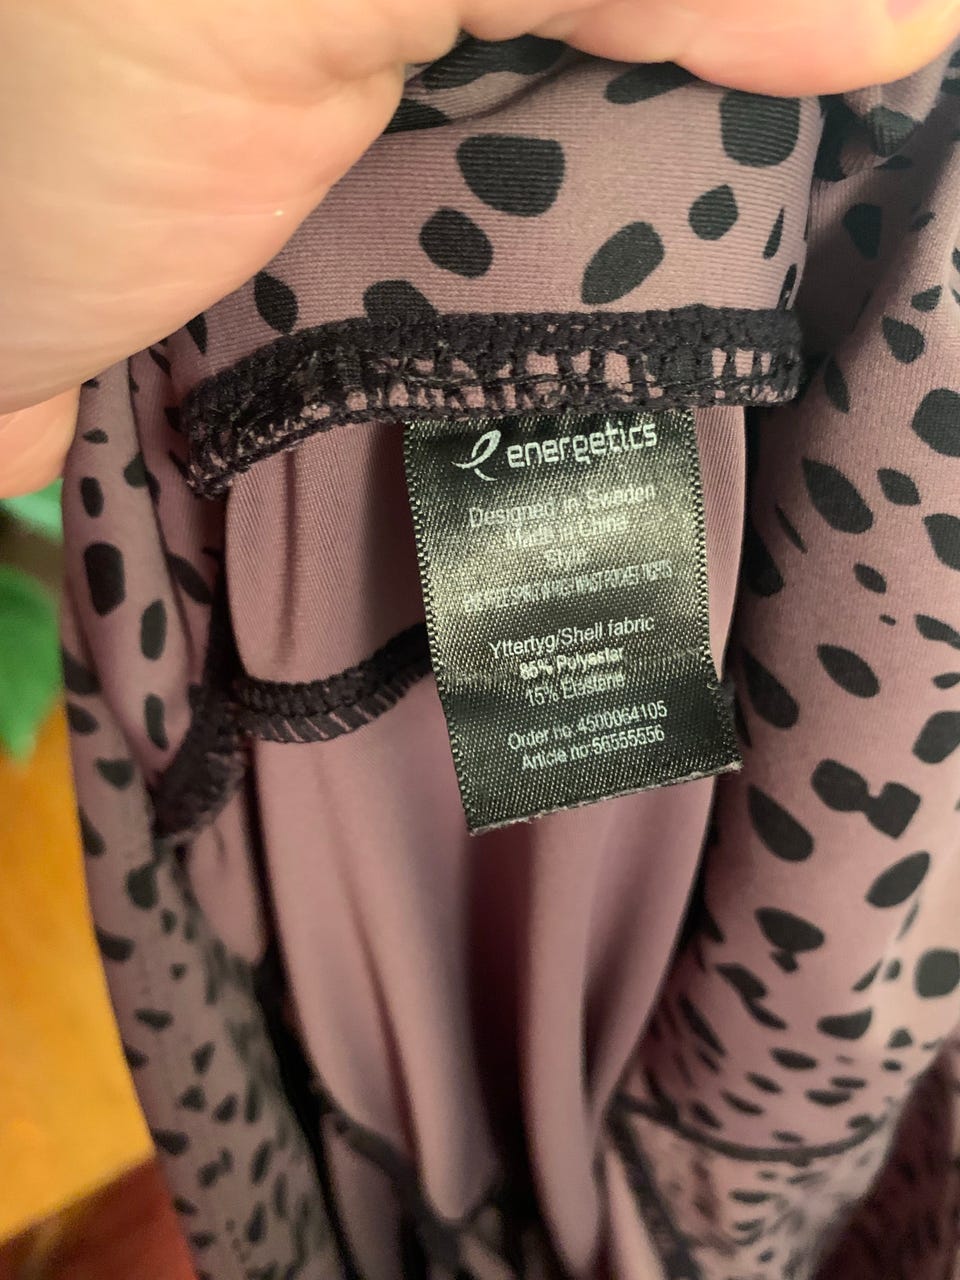 energetics
Designed in Sweden
Made in China
Style
Yttertyg/Shell fabric
85% Polyester
15% Elastane
Order no 4500064105
Article no 56555556